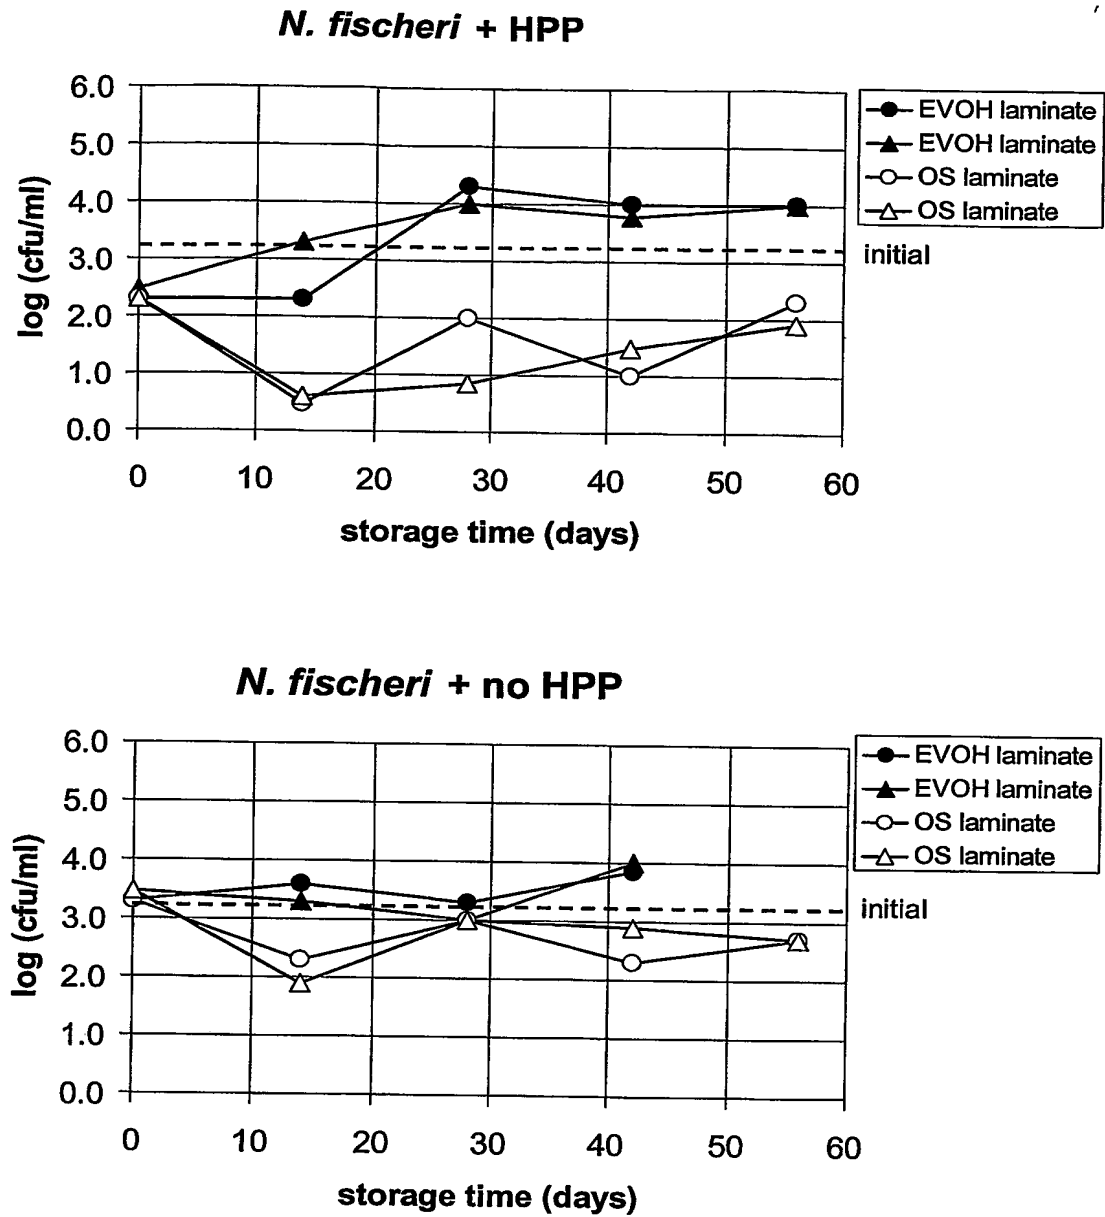 N. fischeri + HPP
6.0
5.0
4.0
3.0
2.0
1.0
0.0
log (cfu/ml)
0 10 20 30 40 50 60
storage time (days)
EVOH laminate
EVOH laminate
OS laminate
OS laminate
initial
N. fischeri + no HPP
6.0
5.0
4.0
3.0
2.0
1.0
0.0
log (cfu/ml)
0 10 20 30 40 50 60
storage time (days)
EVOH laminate
EVOH laminate
OS laminate
OS laminate
initial